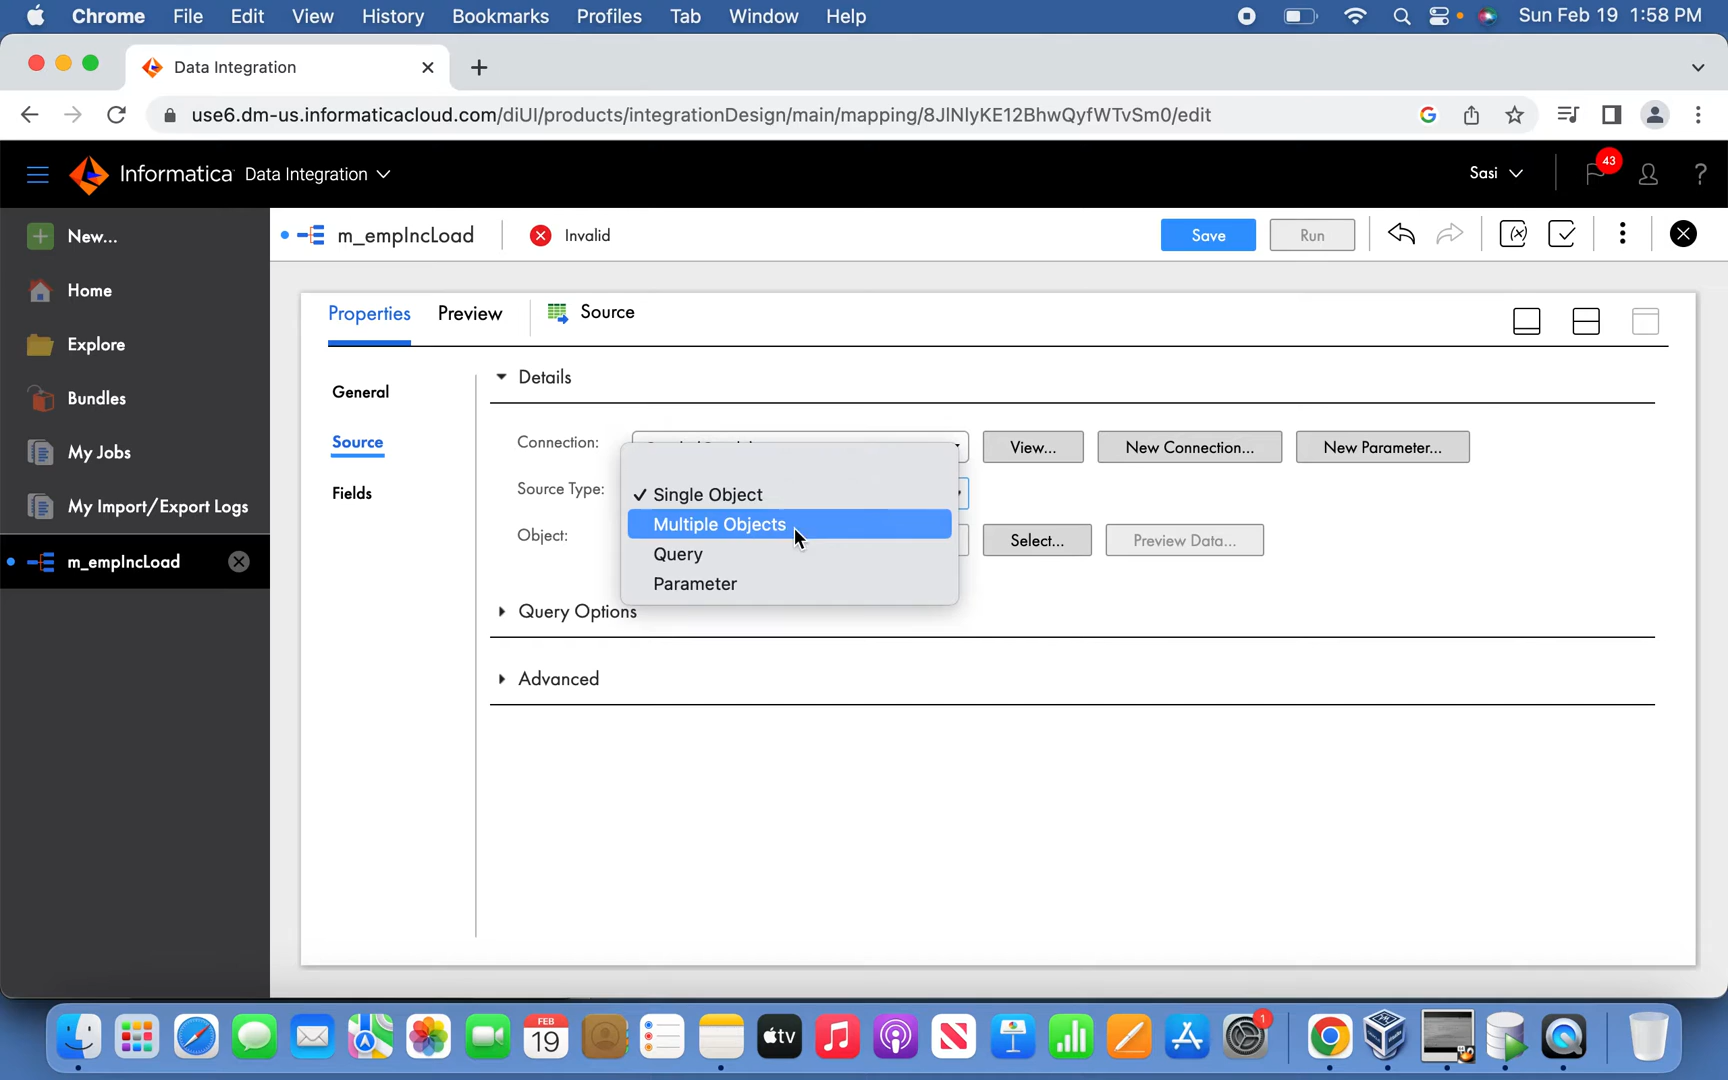 Chrome File Edit View History Bookmarks Profiles Tab Window Help Sun Feb 19 1:58 PM
Data Integration
use6.dm-us.informaticacloud.com/diUI/products/integrationDesign/main/mapping/8JINlyKE12BhwQyfWTvSm0/edit
Informatica Data Integration Sasi 43 ?
New...
m_empIncLoad Invalid Save Run
Home
Properties Preview Source
Explore
Details
General
Bundles
Connection: View... New Connection... New Parameter...
Source
My Jobs
Source Type: Single Object
Fields
My Import/Export Logs
Multiple Objects
Object: Select... Preview Data...
Query
m_empIncLoad
Parameter
Query Options
Advanced
FEB
19
tv
1